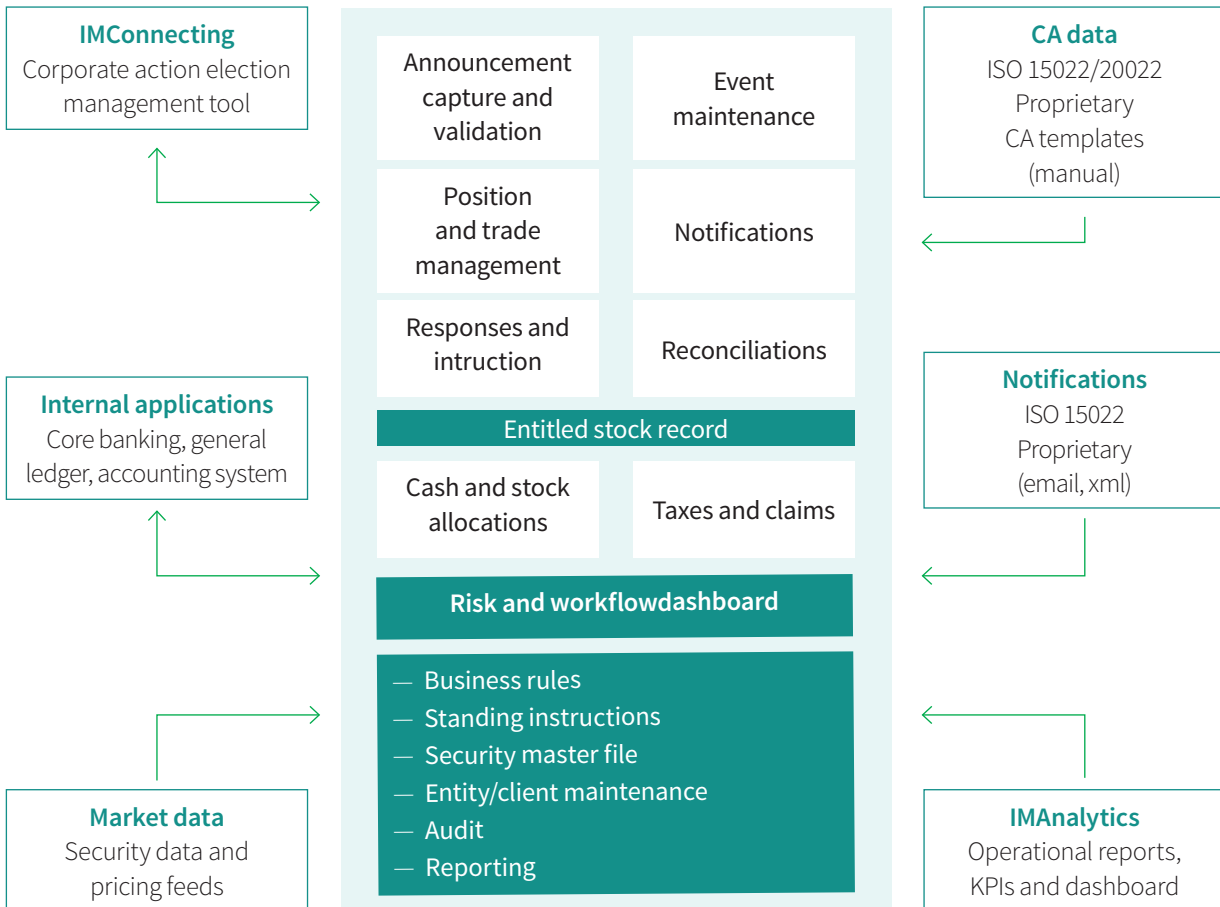 IMConnecting
Corporate action election
management tool
Internal applications
Core banking, general
ledger, accounting system
Market data
Security data and
pricing feeds
Announcement
capture and
validation
Event
maintenance
Position
and trade
management
Notifications
Responses and
intruction
Reconciliations
Entitled stock record
Cash and stock
allocations
Taxes and claims
Risk and workflowdashboard
— Business rules
— Standing instructions
— Security master file
— Entity/client maintenance
— Audit
— Reporting
CA data
ISO 15022/20022
Proprietary
CA templates
(manual)
Notifications
ISO 15022
Proprietary
(email, xml)
IMAnalytics
Operational reports,
KPIs and dashboard